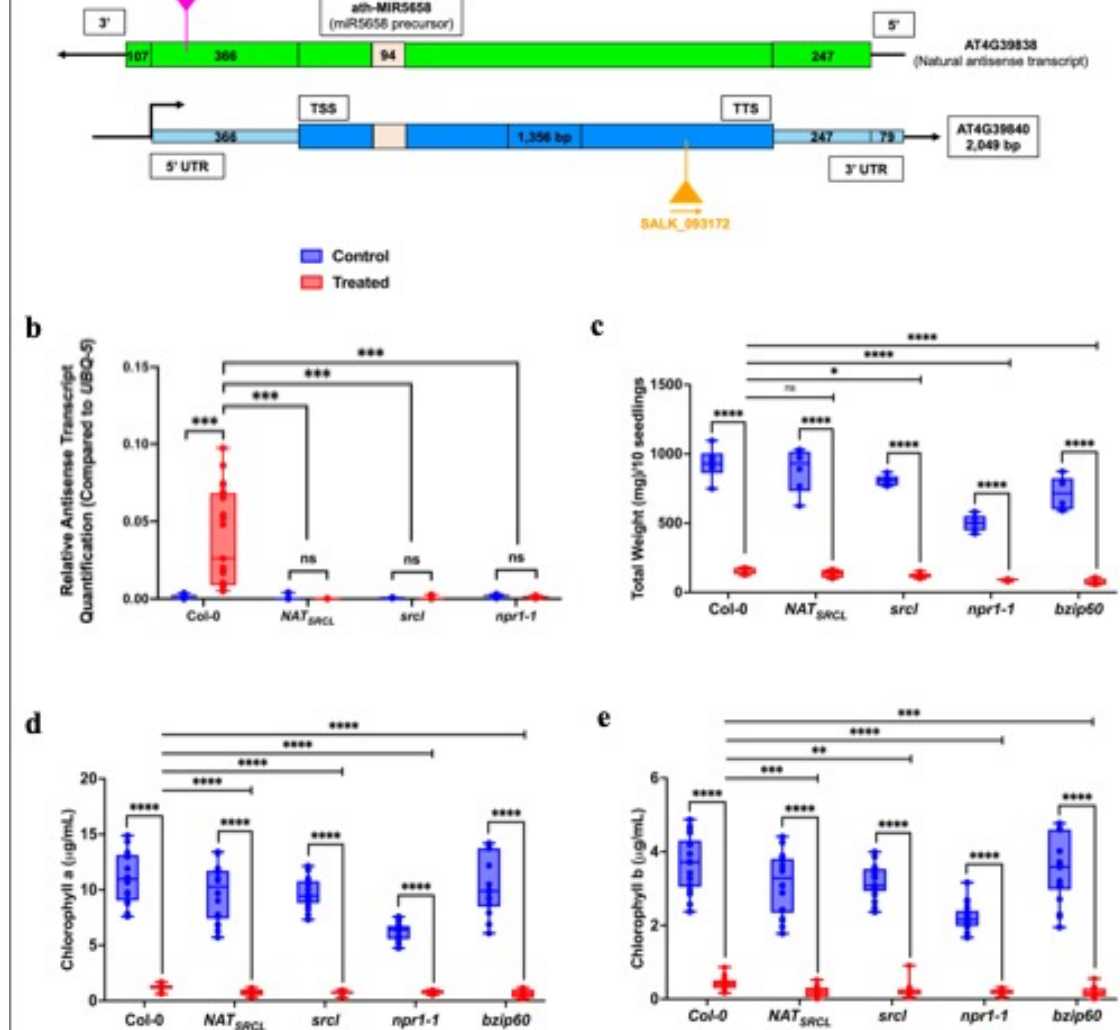 ath-MIR5658
(miR5658 precursor)
3'
5'
107
366
94
247
AT4G39838
(Natural antisense transcript)
TSS
TTS
366
1,356 bp
247
79
AT4G39840
2,049 bp
5' UTR
3' UTR
SALK_093172
Control
Treated
b
Relative Antisense Transcript
Quantification (Compared to UBQ-5)
0.15
0.10
0.05
0.00
***
***
***
***
ns
ns
ns
Col-0
NATSRCL
srcl
npr1-1
c
Total Weight (mg)/10 seedlings
1500
1000
500
0
****
****
*
ns
****
****
****
****
****
Col-0
NATSRCL
srcl
npr1-1
bzip60
d
Chlorophyll a (µg/mL)
20
15
10
5
0
****
****
****
****
****
****
****
****
****
Col-0
NATSRCL
srcl
npr1-1
bzip60
e
Chlorophyll b (µg/mL)
6
4
2
0
***
****
**
***
****
****
****
****
****
Col-0
NATSRCL
srcl
npr1-1
bzip60